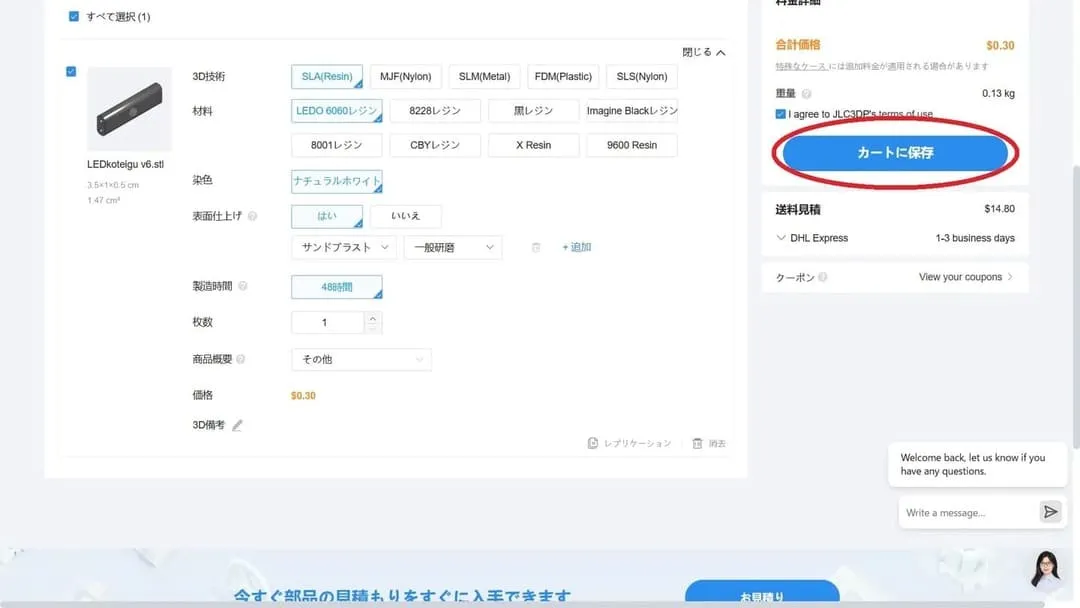 すべて選択 (1)
閉じる
3D技術
SLA(Resin)
MJF(Nylon)
SLM(Metal)
FDM(Plastic)
SLS(Nylon)
材料
LEDO 6060レジン
8228レジン
黒レジン
Imagine Blackレジン
8001レジン
CBYレジン
X Resin
9600 Resin
LEDkoteigu v6.stl
3.5×1×0.5 cm
1.47 cm³
染色
ナチュラルホワイト
表面仕上げ
はい
いいえ
サンドブラスト
一般研磨
+ 追加
製造時間
48時間
枚数
1
商品概要
その他
価格
$0.30
3D備考
レプリケーション
消去
料金詳細
合計価格 $0.30
特殊なケースには追加料金が適用される場合があります
重量 0.13 kg
I agree to JLC3DP's terms of use
カートに保存
送料見積 $14.80
DHL Express 1-3 business days
クーポン View your coupons
Welcome back, let us know if you
have any questions.
Write a message...
今すぐ部品の見積もりをすぐに入手できます
お見積り